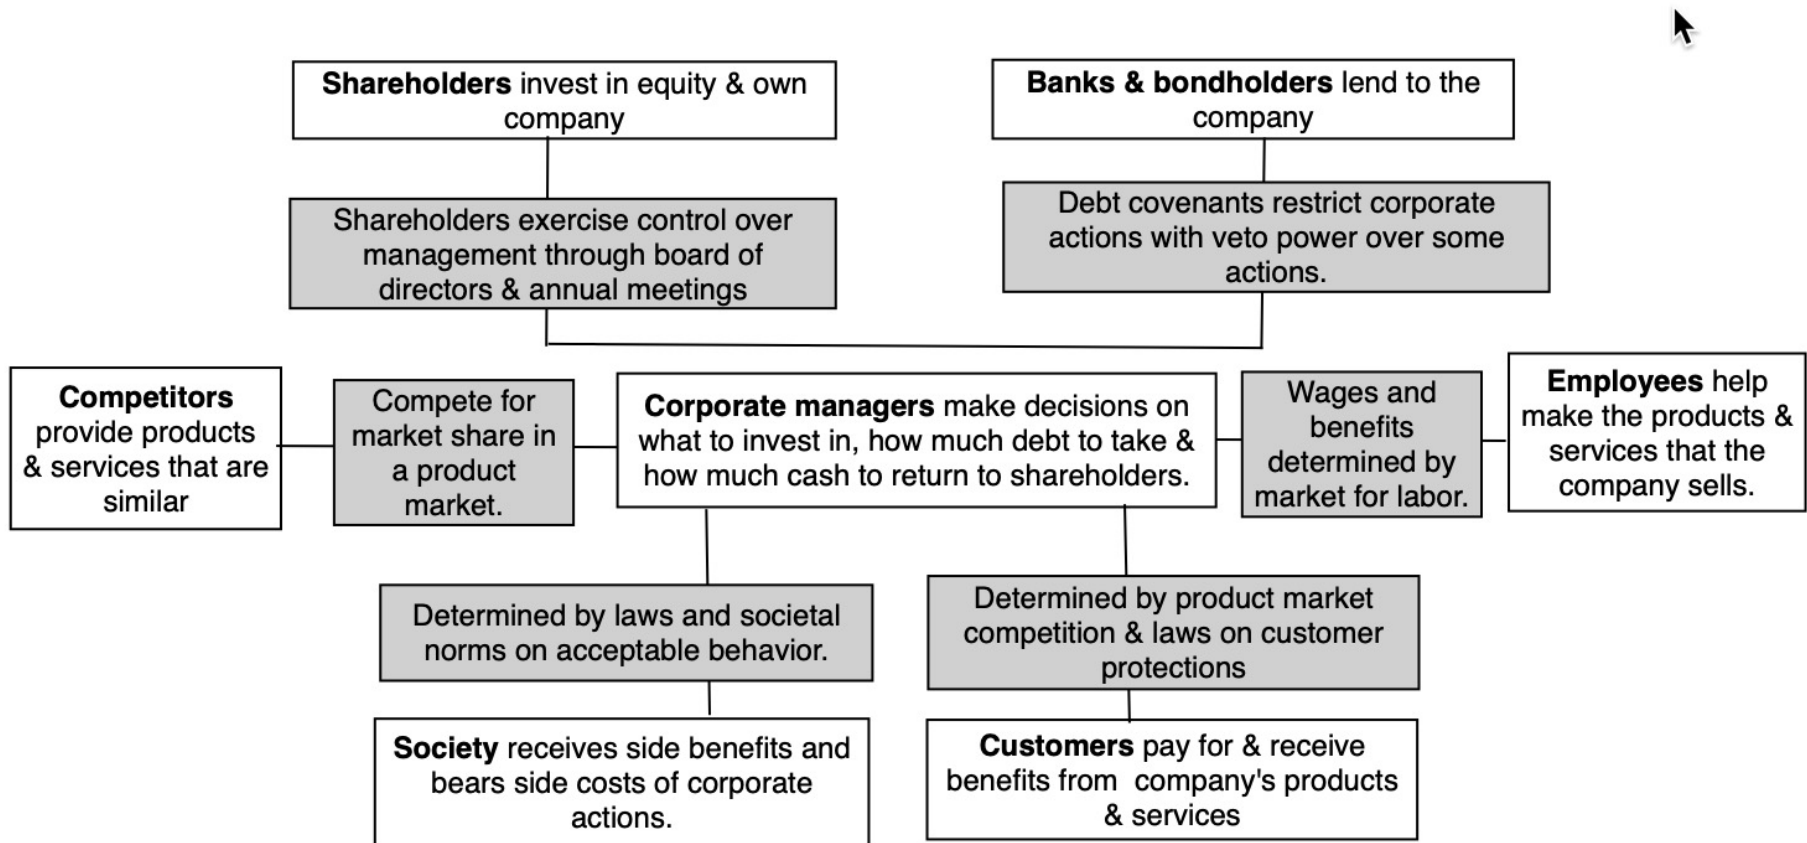 Shareholders invest in equity & own
company
Banks & bondholders lend to the
company
Shareholders exercise control over
management through board of
directors & annual meetings
Debt covenants restrict corporate
actions with veto power over some
actions.
Competitors
provide products
& services that are
similar
Compete for
market share in
a product
market.
Corporate managers make decisions on
what to invest in, how much debt to take &
how much cash to return to shareholders.
Wages and
benefits
determined by
market for labor.
Employees help
make the products &
services that the
company sells.
Determined by laws and societal
norms on acceptable behavior.
Determined by product market
competition & laws on customer
protections
Society receives side benefits and
bears side costs of corporate
actions.
Customers pay for & receive
benefits from  company's products
& services